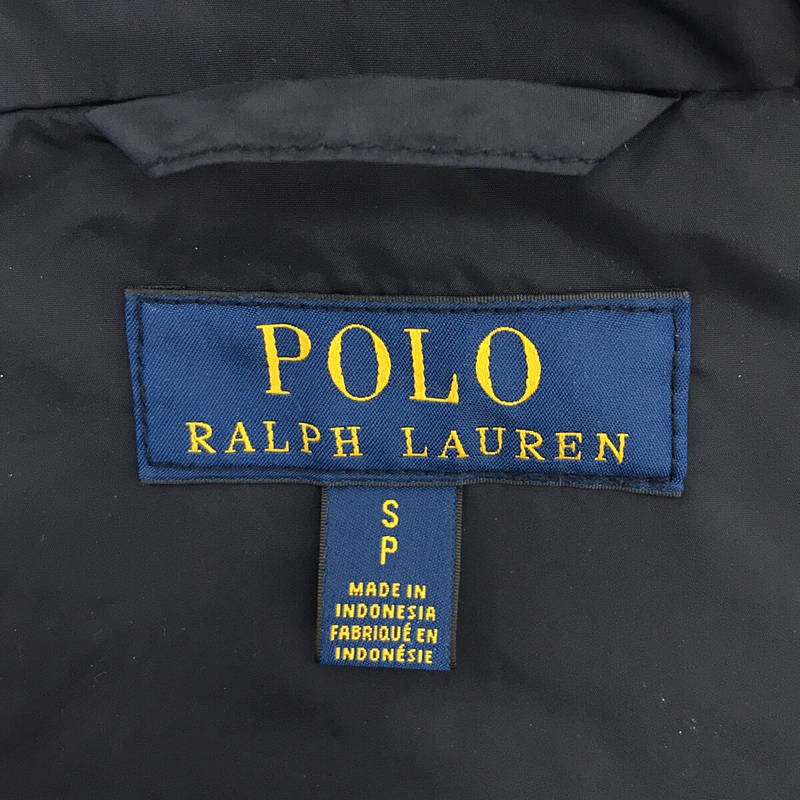 POLO
RALPH LAUREN
S
P
MADE IN
INDONESIA
FABRIQUÉ EN
INDONÉSIE